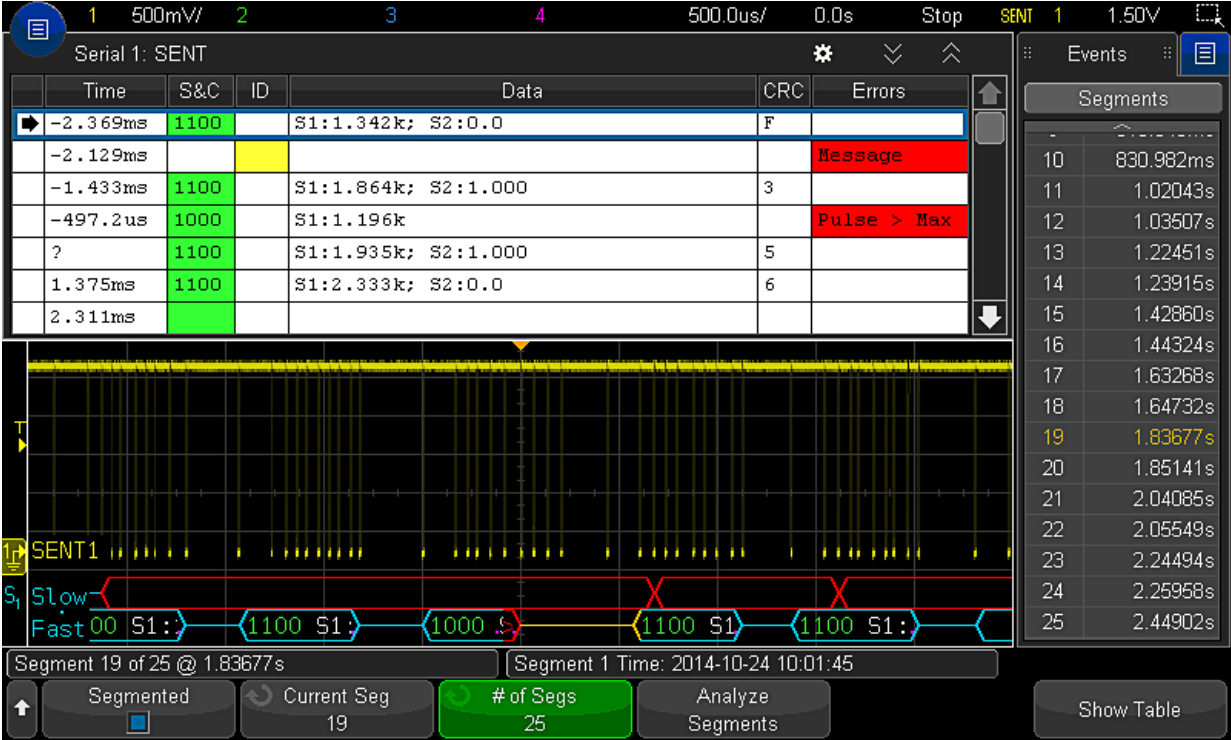 1 500mV/ 2 3 4 500.0us/ 0.0s Stop SENT 1 1.50V
Serial 1: SENT
Time S&C ID Data CRC Errors
-2.369ms 1100 S1:1.342k; S2:0.0 F
-2.129ms Message
-1.433ms 1100 S1:1.864k; S2:1.000 3
-497.2us 1000 S1:1.196k Pulse > Max
? 1100 S1:1.935k; S2:1.000 5
1.375ms 1100 S1:2.333k; S2:0.0 6
2.311ms
Events
Segments
10 830.982ms
11 1.02043s
12 1.03507s
13 1.22451s
14 1.23915s
15 1.42860s
16 1.44324s
17 1.63268s
18 1.64732s
19 1.83677s
20 1.85141s
21 2.04085s
22 2.05549s
23 2.24494s
24 2.25958s
25 2.44902s
T
1 SENT1
S1 Slow
Fast 00 S1: 1100 S1: 1000 1100 S1 1100 S1:
Segment 19 of 25 @ 1.83677s
Segment 1 Time: 2014-10-24 10:01:45
Segmented
Current Seg
19
# of Segs
25
Analyze
Segments
Show Table